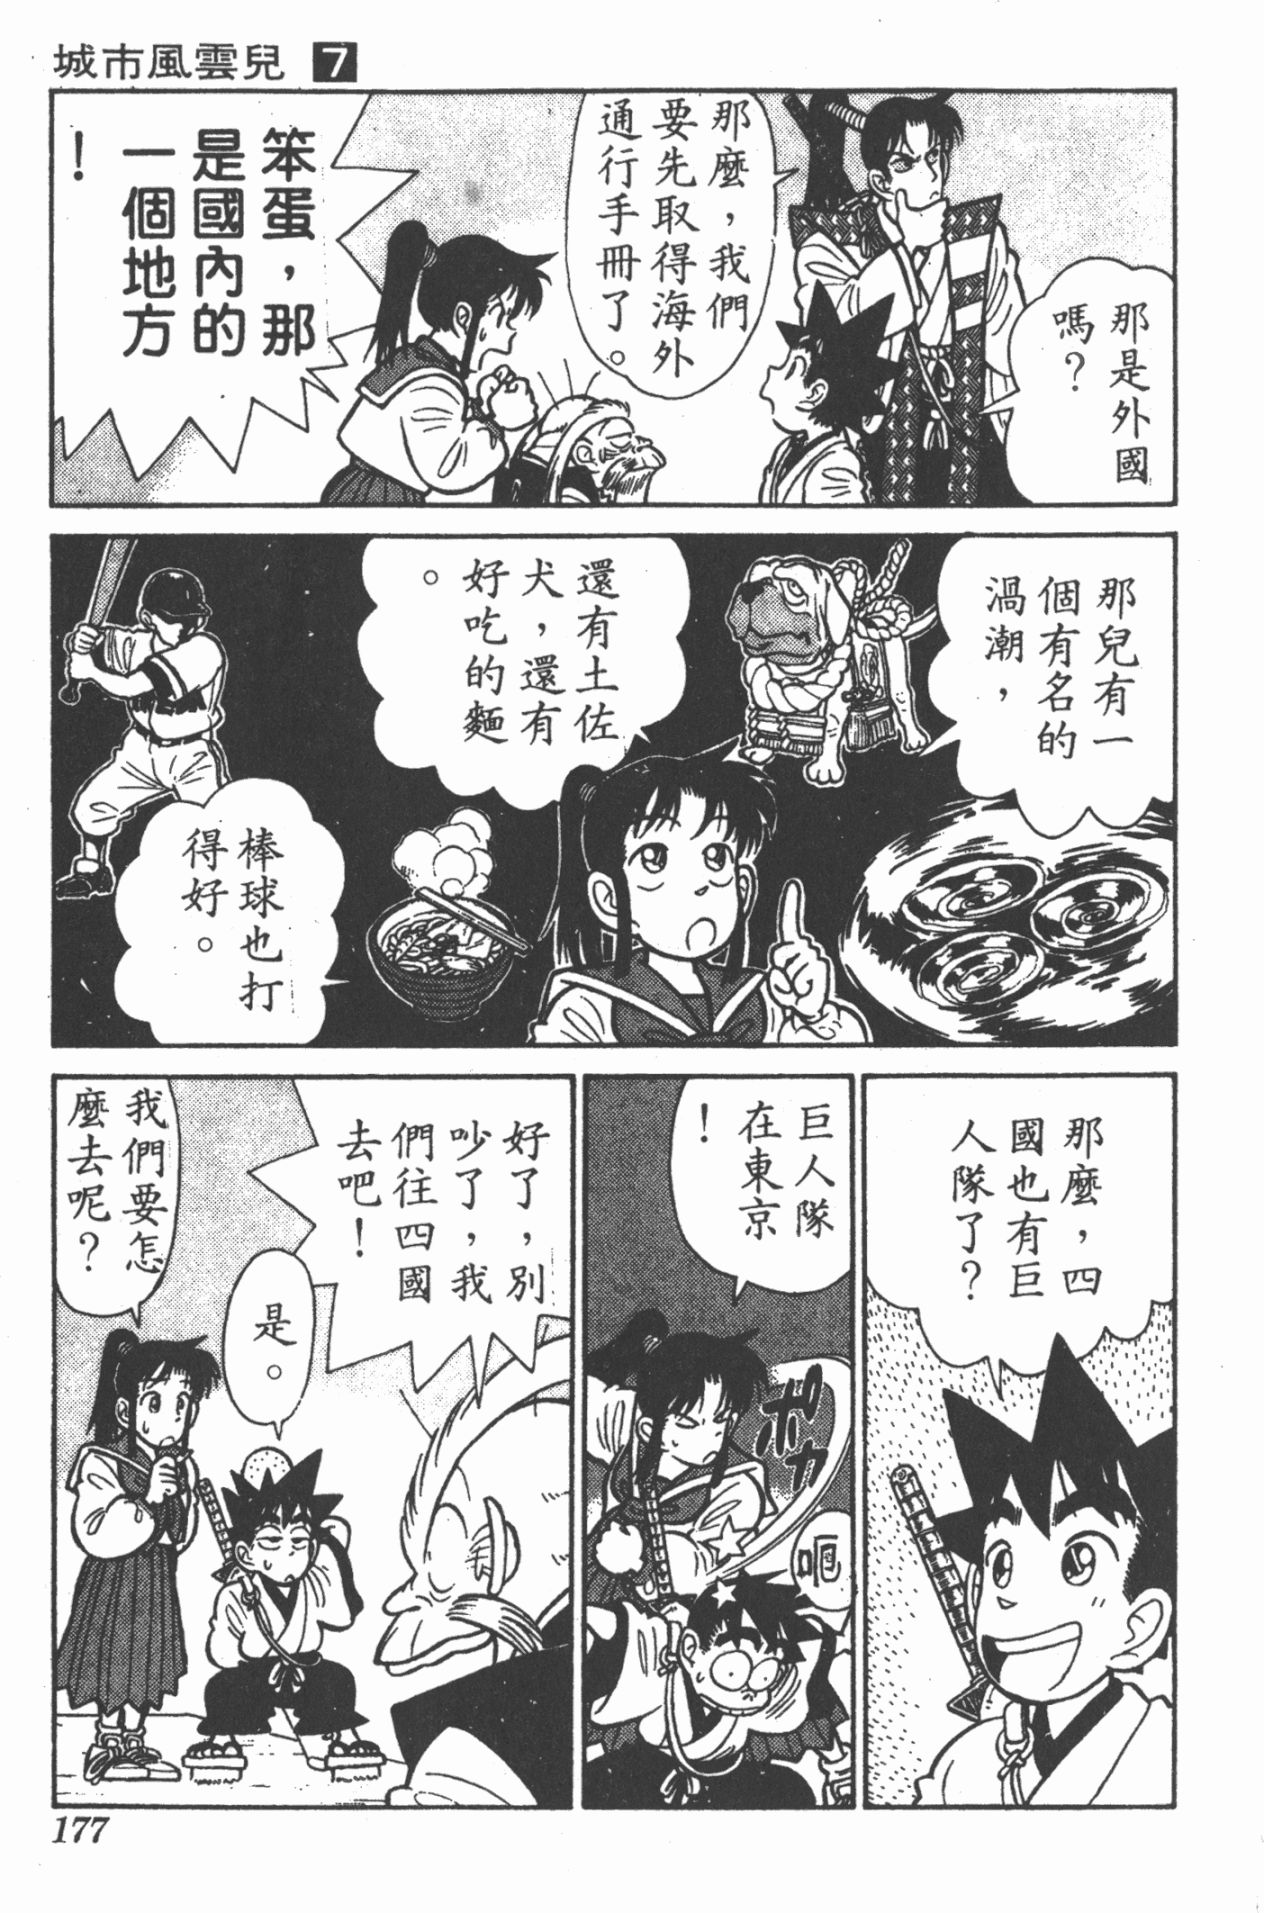 城市風雲兒 7
那是外國
嗎？
那麼，我們
要先取得海外
通行手冊了。
笨蛋，那
是國內的
一個地方
！
那兒有一
個有名的
渦潮，
還有土佐
犬，還有
好吃的麵
。
棒球也打
得好。
那麼，四
國也有巨
人隊了？
巨人隊
在東京
！
ポカ
呃
好了，別
吵了，我
們往四國
去吧！
是。
我們要怎
麼去呢？
177